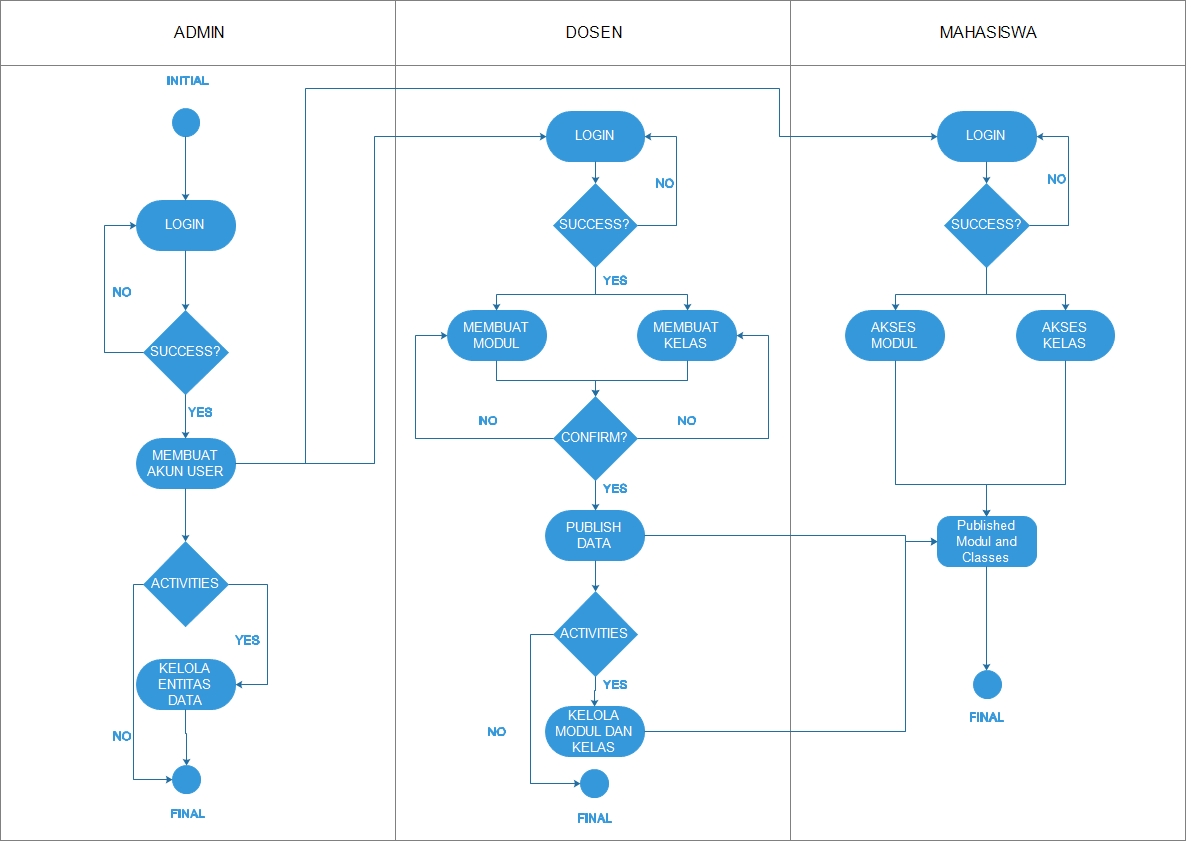 ADMIN
DOSEN
MAHASISWA
INITIAL
LOGIN
NO
SUCCESS?
YES
MEMBUAT
AKUN USER
ACTIVITIES
YES
KELOLA
ENTITAS
DATA
NO
FINAL
LOGIN
NO
SUCCESS?
YES
MEMBUAT
MODUL
MEMBUAT
KELAS
NO
NO
CONFIRM?
YES
PUBLISH
DATA
ACTIVITIES
YES
NO
KELOLA
MODUL DAN
KELAS
FINAL
LOGIN
NO
SUCCESS?
AKSES
MODUL
AKSES
KELAS
Published
Modul and
Classes
FINAL